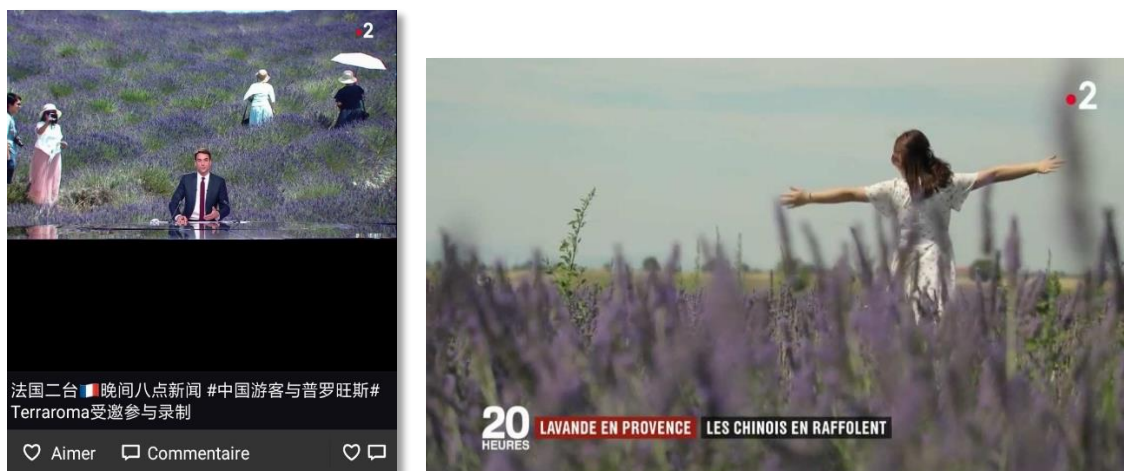 2
法国二台🇫🇷晚间八点新闻 #中国游客与普罗旺斯#
Terraroma受邀参与录制
Aimer Commentaire
2
20
HEURES
LAVANDE EN PROVENCE LES CHINOIS EN RAFFOLENT